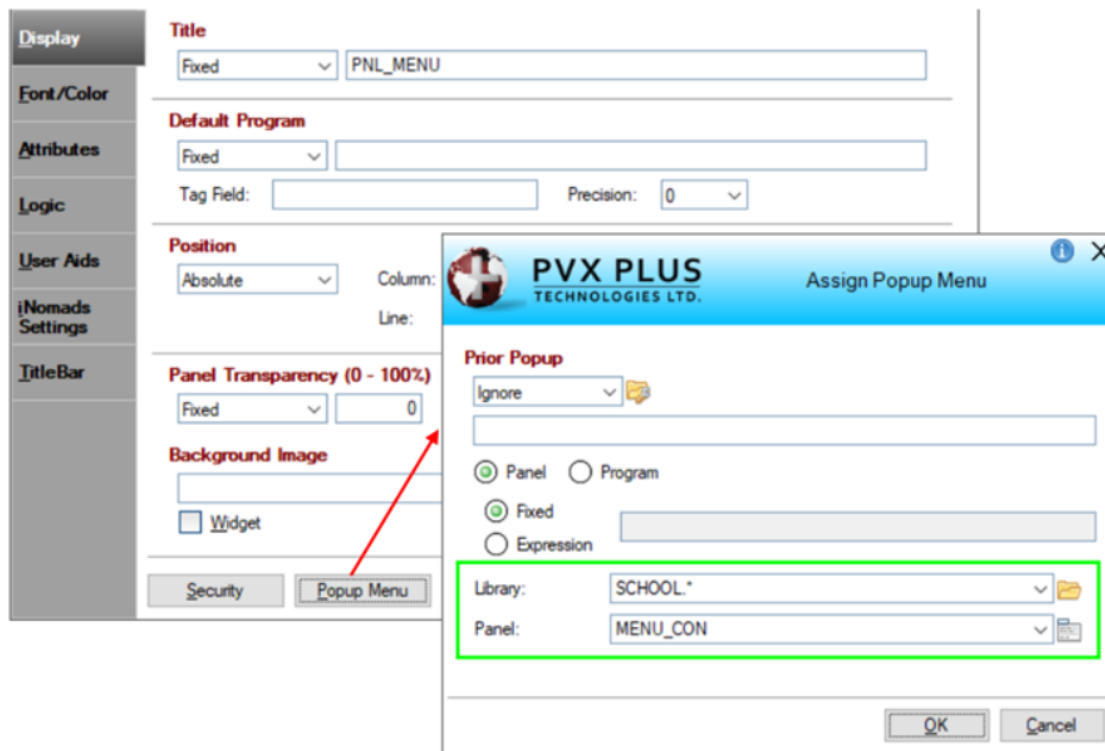 Display
Font/Color
Attributes
Logic
User Aids
iNomads
Settings
TitleBar
Title
Fixed PNL_MENU
Default Program
Fixed
Tag Field: Precision: 0
Position
Absolute Column:
Line:
Panel Transparency (0 - 100%)
Fixed 0
Background Image
Widget
Security Popup Menu
PVX PLUS
TECHNOLOGIES LTD.
Assign Popup Menu
Prior Popup
Ignore
Panel Program
Fixed
Expression
Library: SCHOOL.*
Panel: MENU_CON
OK Cancel